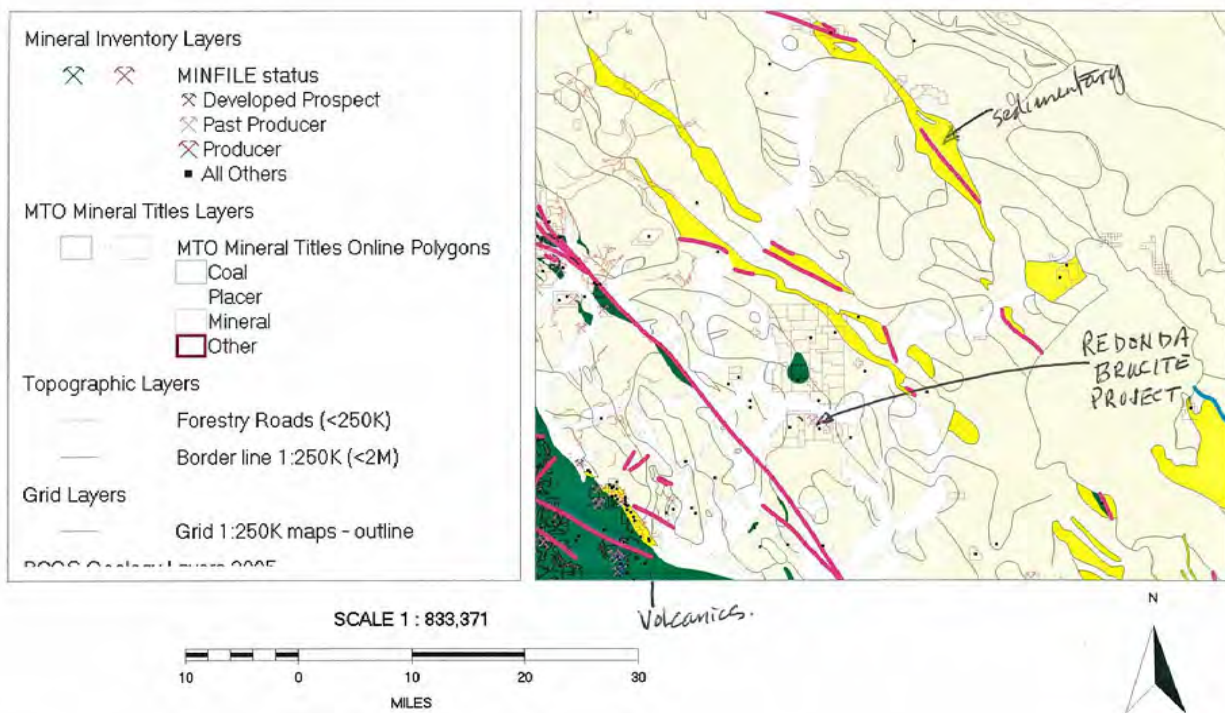 Mineral Inventory Layers
MINFILE status
Developed Prospect
Past Producer
Producer
All Others
MTO Mineral Titles Layers
MTO Mineral Titles Online Polygons
Coal
Placer
Mineral
Other
Topographic Layers
Forestry Roads (<250K)
Border line 1:250K (<2M)
Grid Layers
Grid 1:250K maps - outline
sedimentary
REDONDA
BRUCITE
PROJECT
Volcanics.
SCALE 1 : 833,371
10 0 10 20 30
MILES
N